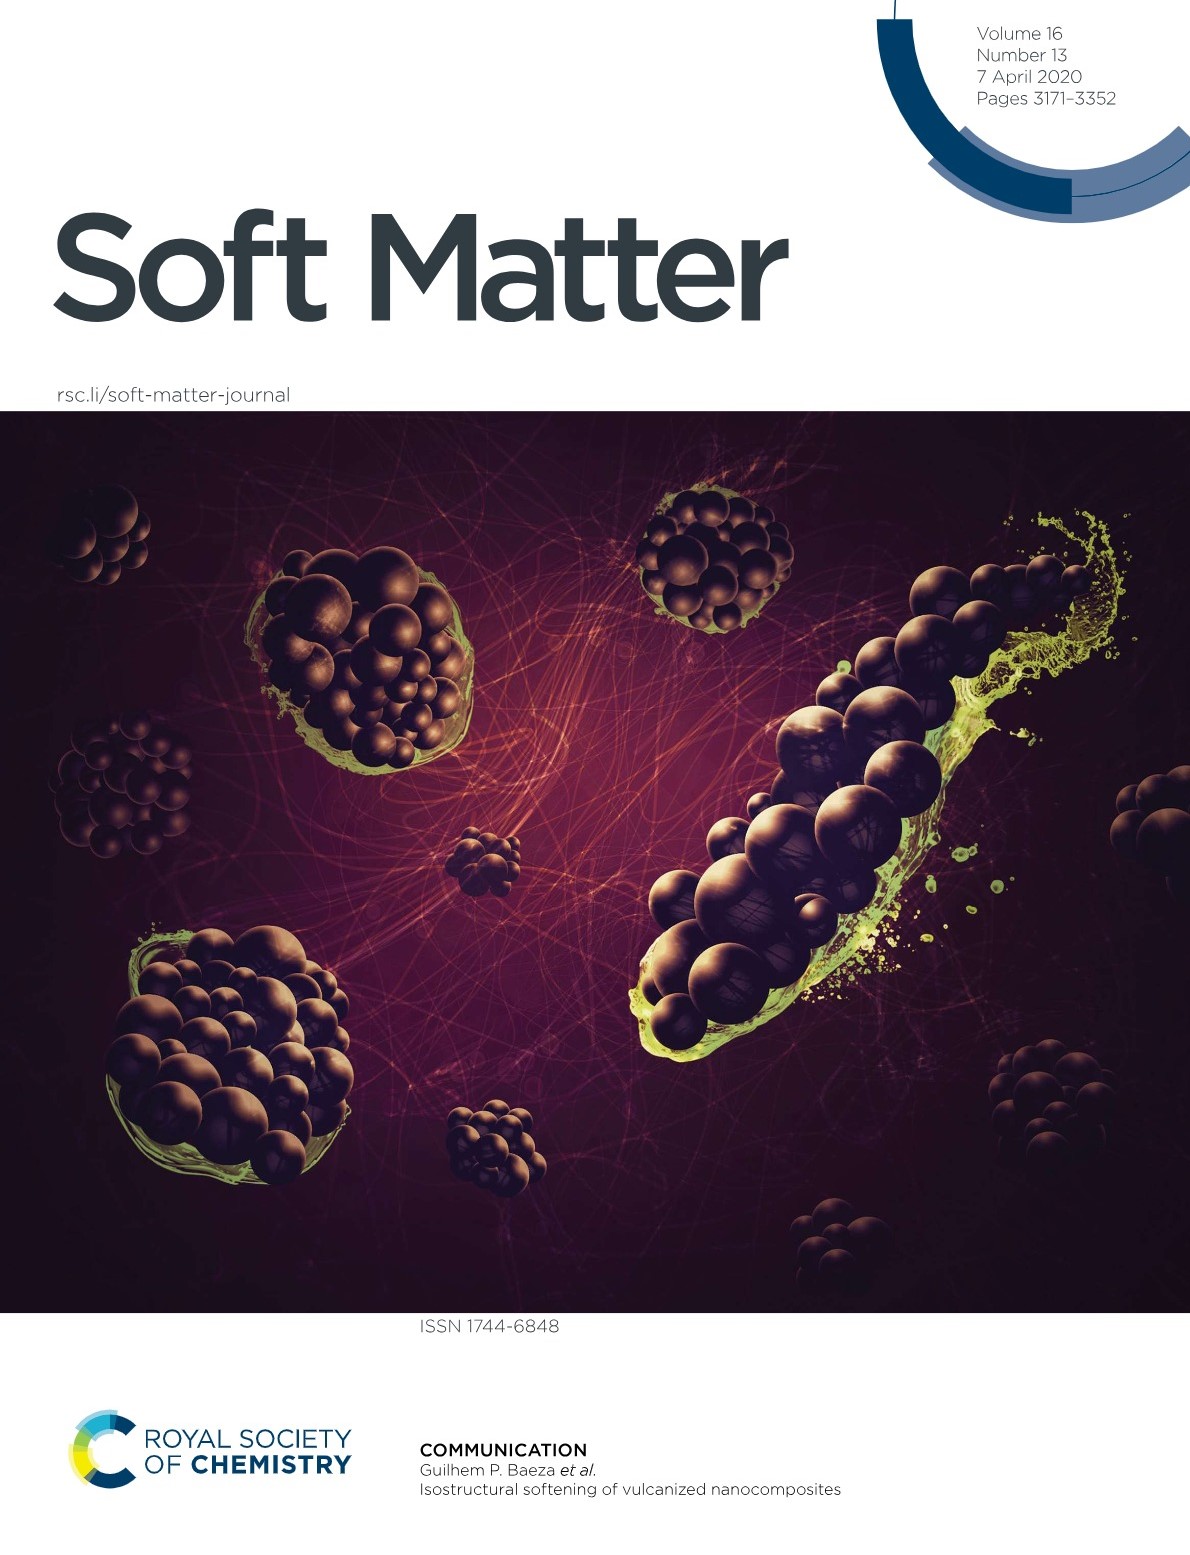 Volume 16
Number 13
7 April 2020
Pages 3171–3352
Soft Matter
rsc.li/soft-matter-journal
ISSN 1744-6848
ROYAL SOCIETY
OF CHEMISTRY
COMMUNICATION
Guilhem P. Baeza et al.
Isostructural softening of vulcanized nanocomposites